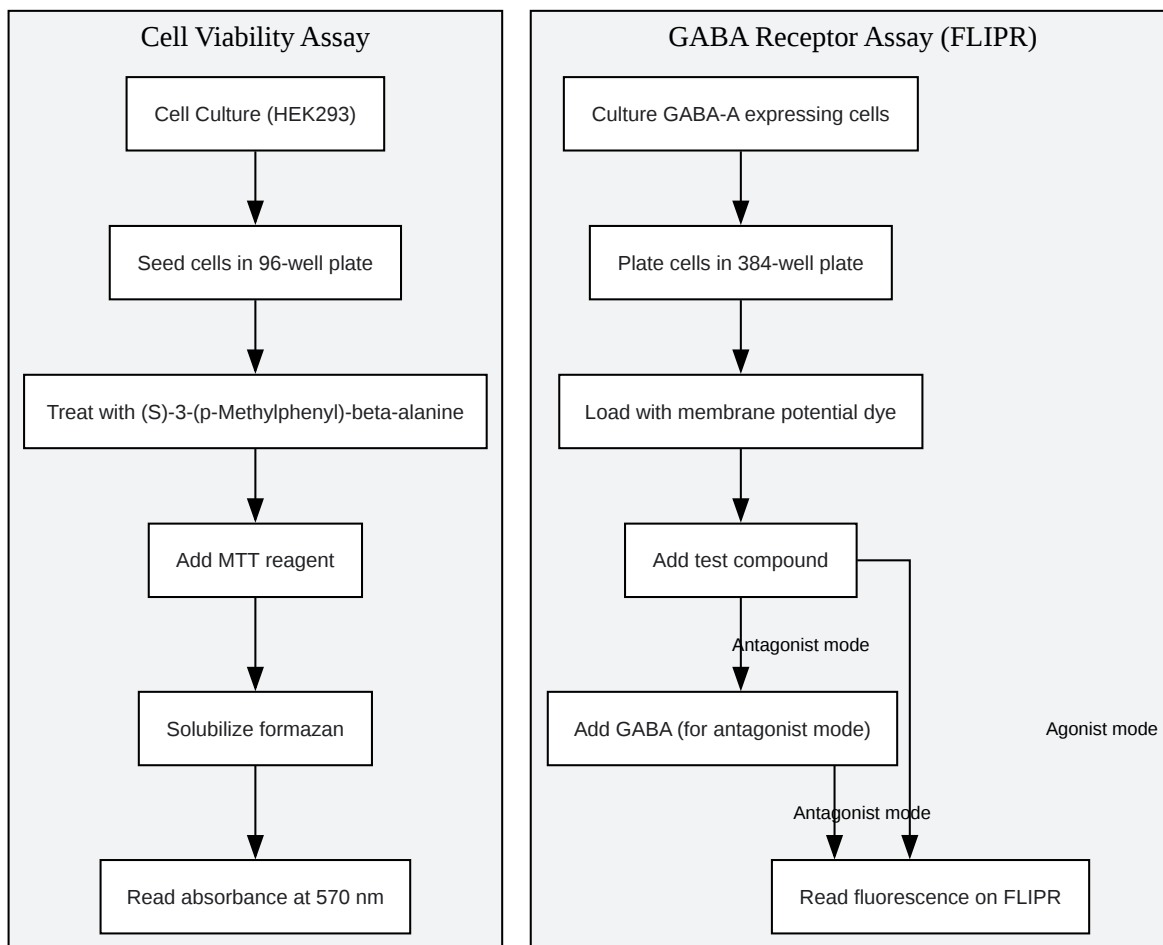 Cell Viability Assay
Cell Culture (HEK293)
Seed cells in 96-well plate
Treat with (S)-3-(p-Methylphenyl)-beta-alanine
Add MTT reagent
Solubilize formazan
Read absorbance at 570 nm
GABA Receptor Assay (FLIPR)
Culture GABA-A expressing cells
Plate cells in 384-well plate
Load with membrane potential dye
Add test compound
Antagonist mode
Add GABA (for antagonist mode)
Agonist mode
Antagonist mode
Read fluorescence on FLIPR